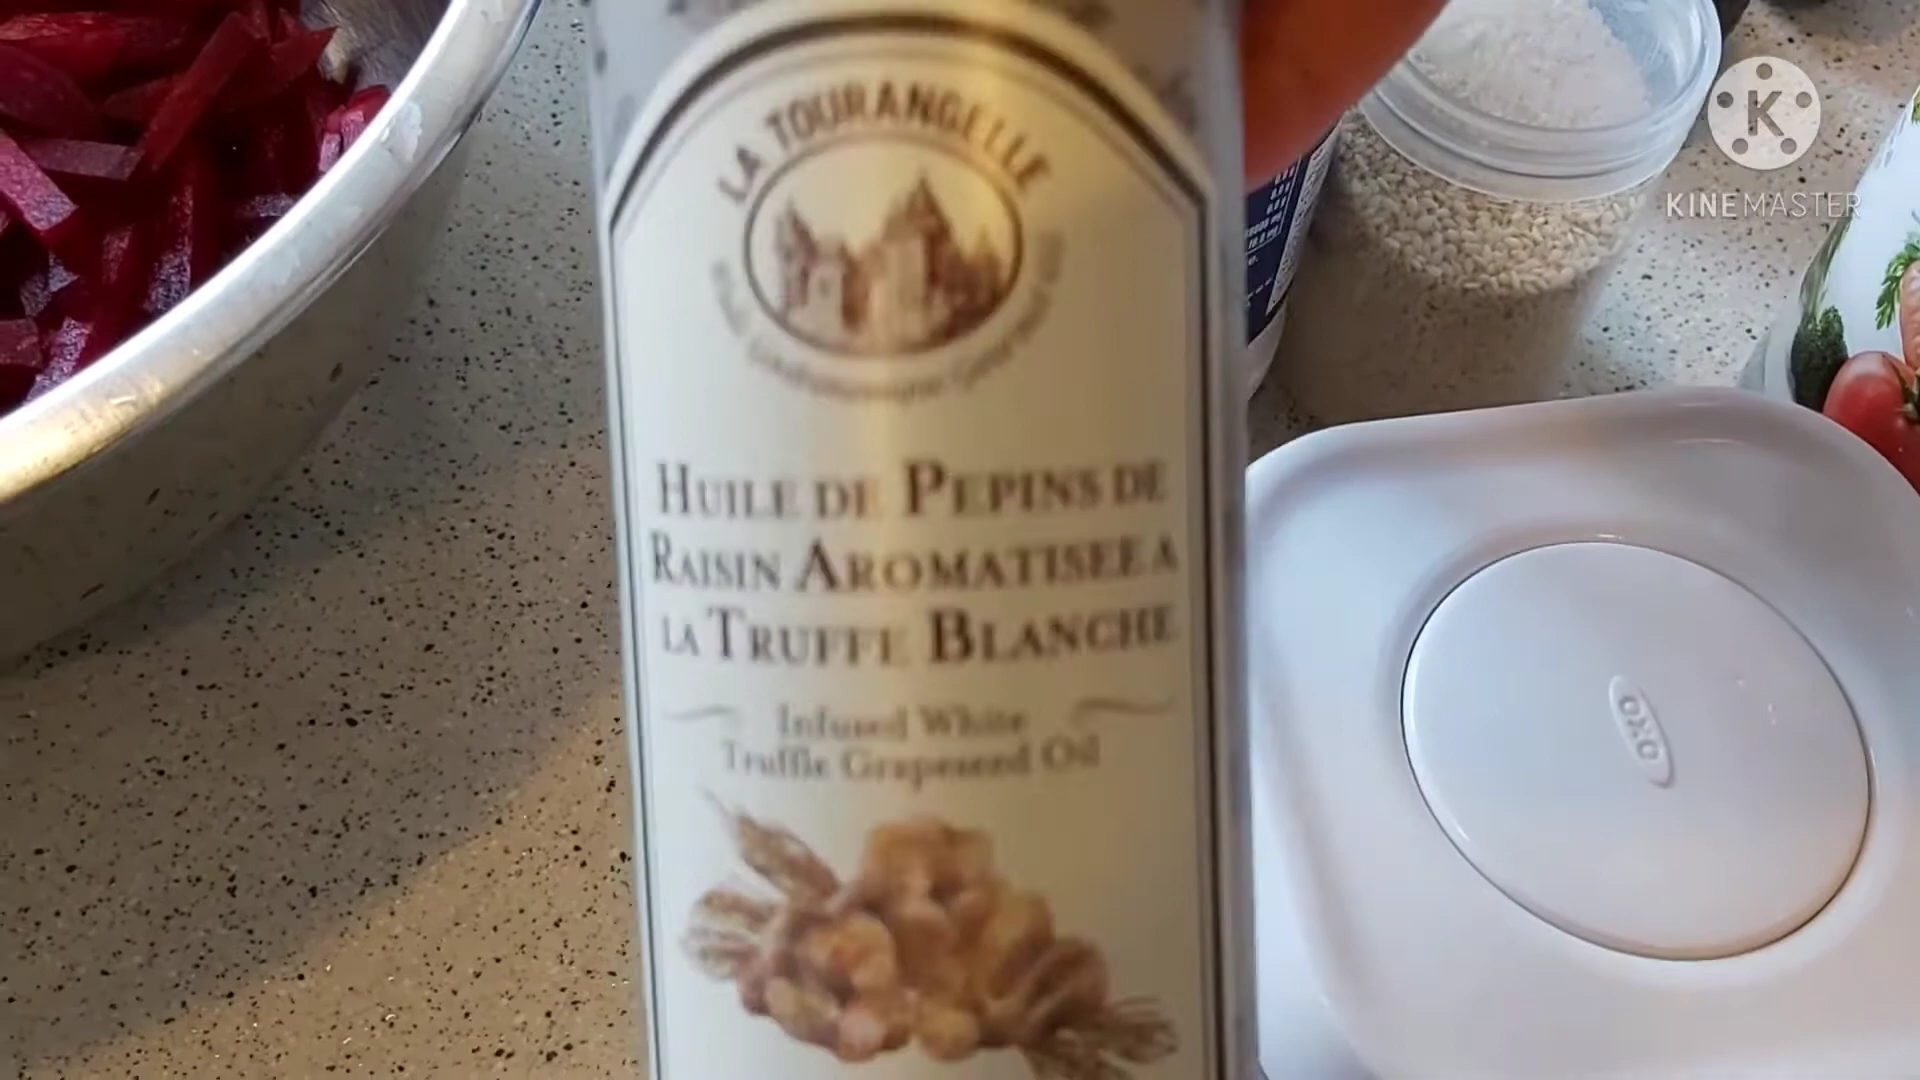 LA TOURANGELLE
HUILE DE PEPINS DE
RAISIN AROMATISEE A
LA TRUFFE BLANCHE
Infused White
Truffle Grapeseed Oil
OXO
K
KINEMASTER